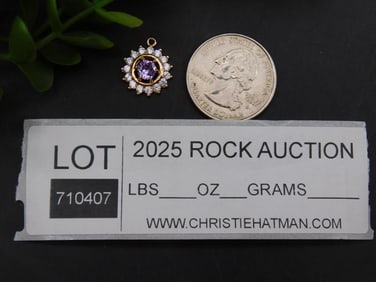 LOT
710407
2025 ROCK AUCTION
LBS____OZ___GRAMS______
WWW.CHRISTIEHATMAN.COM